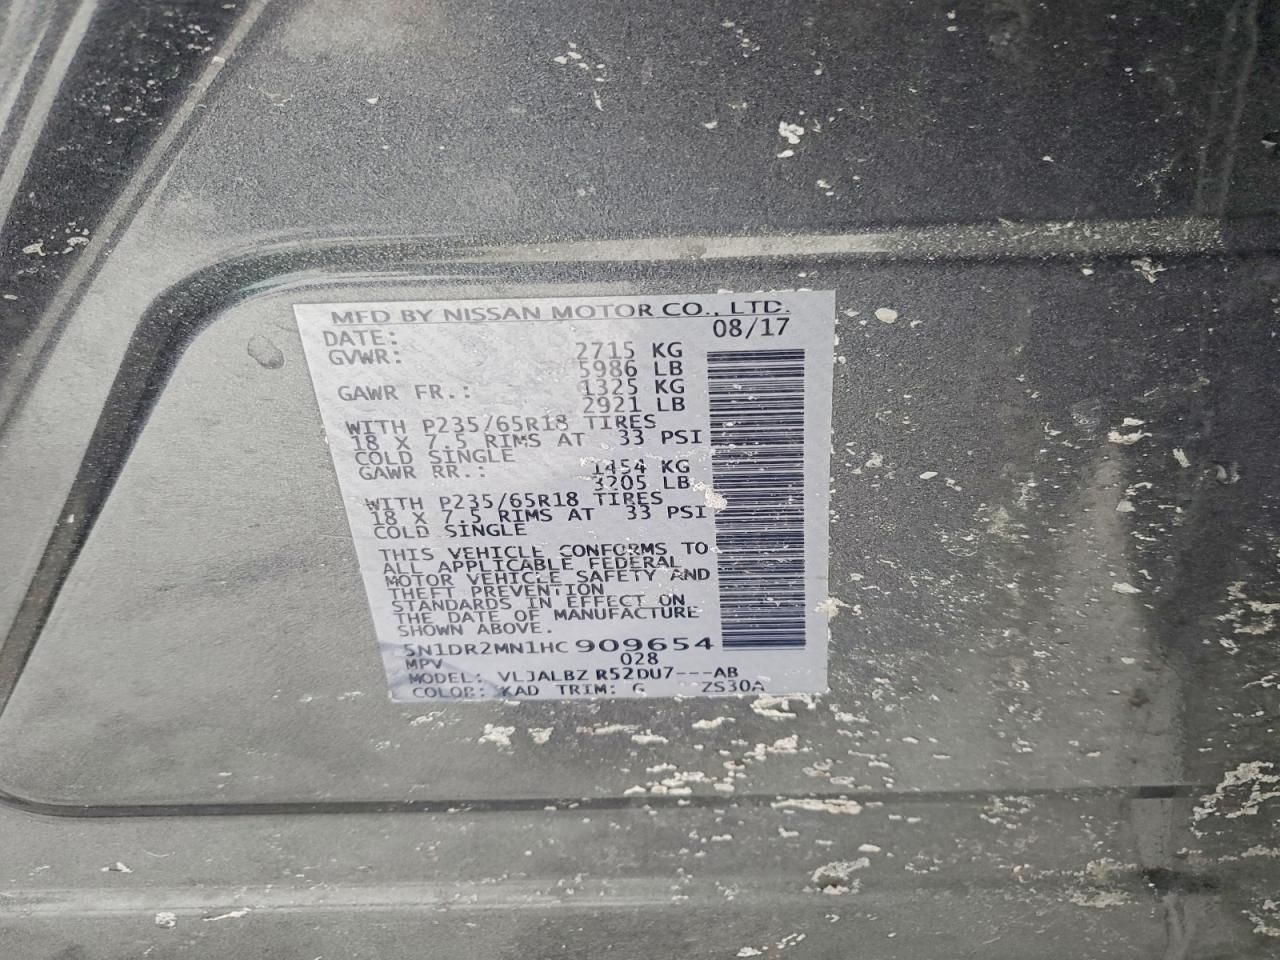 MFD BY NISSAN MOTOR CO., LTD.
DATE: 08/17
GVWR: 2715 KG
5986 LB
GAWR FR.: 1325 KG
2921 LB
WITH P235/65R18 TIRES
18 X 7.5 RIMS AT 33 PSI
COLD SINGLE
GAWR RR.: 1454 KG
3205 LB
WITH P235/65R18 TIRES
18 X 7.5 RIMS AT 33 PSI
COLD SINGLE
THIS VEHICLE CONFORMS TO
ALL APPLICABLE FEDERAL
MOTOR VEHICLE SAFETY AND
THEFT PREVENTION
STANDARDS IN EFFECT ON
THE DATE OF MANUFACTURE
SHOWN ABOVE.
5N1DR2MN1HC909654
MPV 028
MODEL: VLJALBZ R52DU7---AB
COLOR: KAD TRIM: G ZS30A